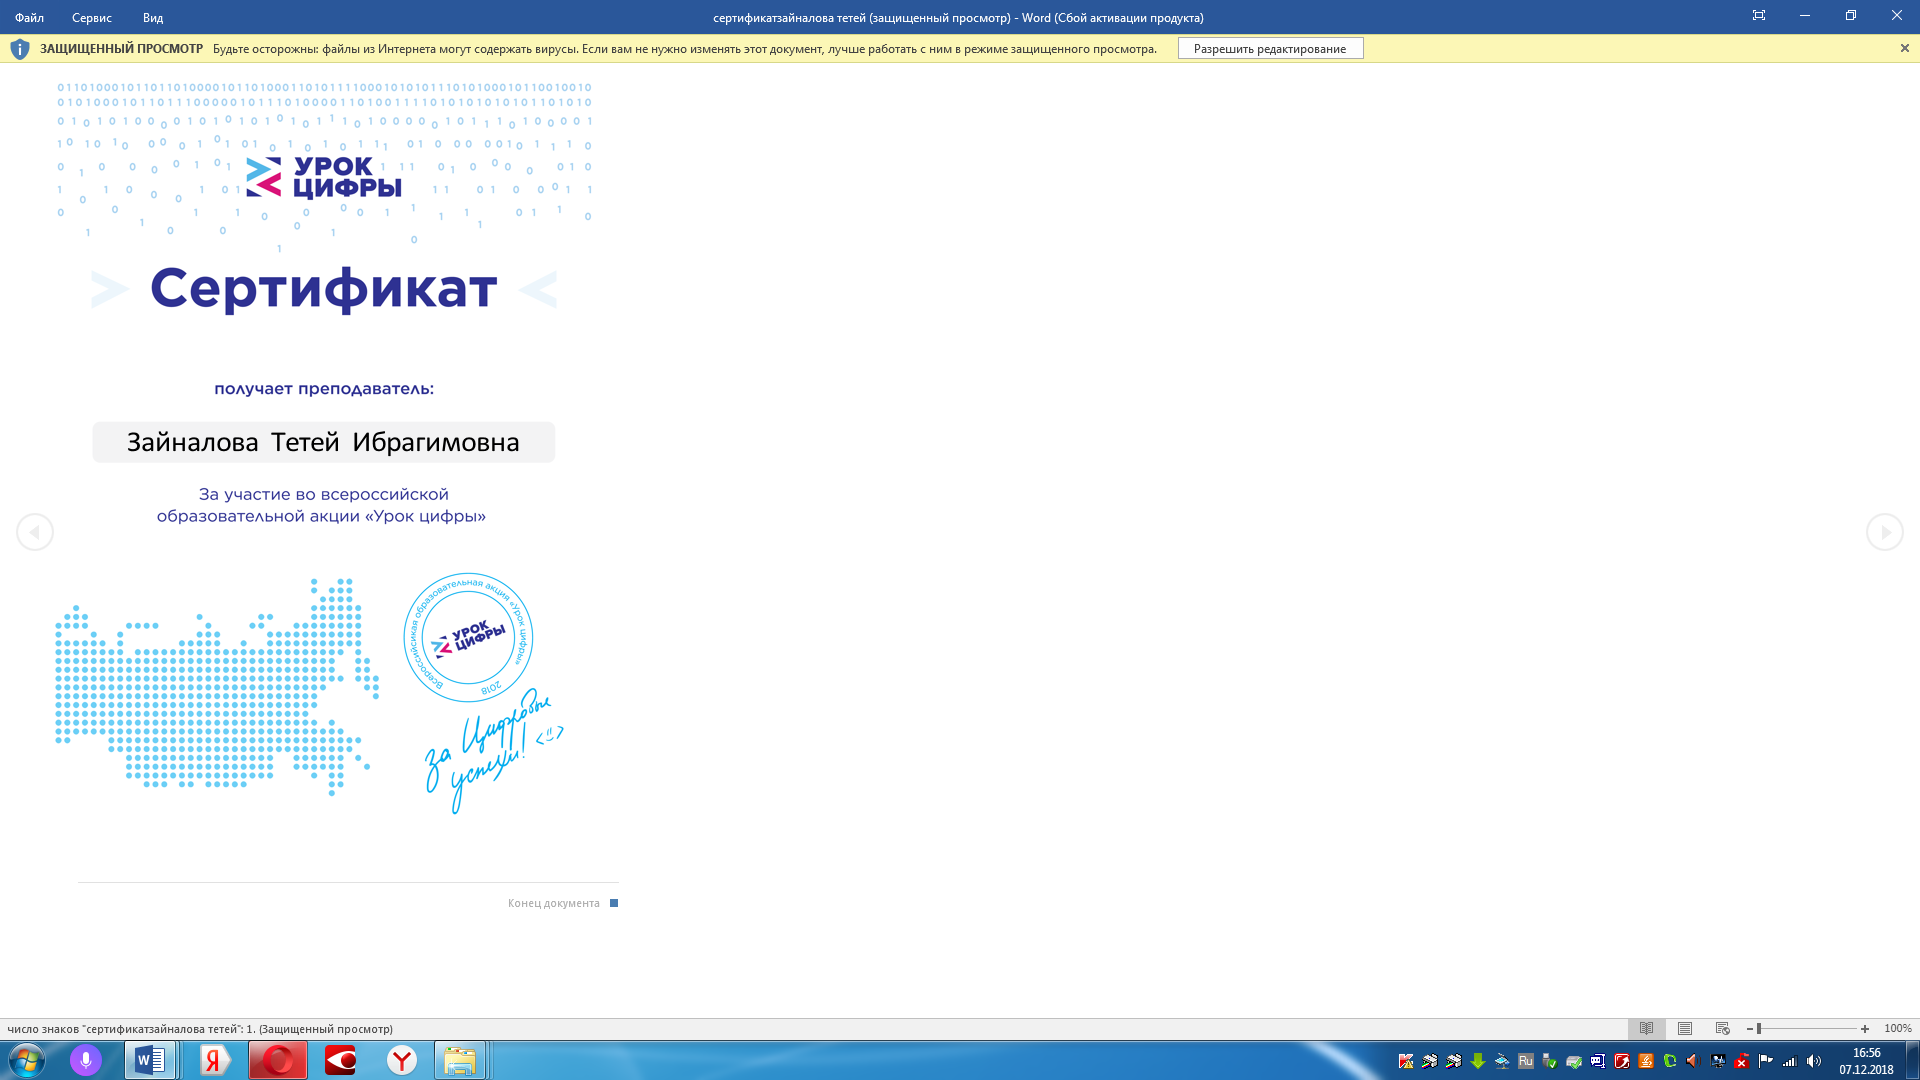 Файл Сервис Вид
сертификатзайналова тетей (защищенный просмотр) - Word (Сбой активации продукта)
ЗАЩИЩЕННЫЙ ПРОСМОТР Будьте осторожны: файлы из Интернета могут содержать вирусы. Если вам не нужно изменять этот документ, лучше работать с ним в режиме защищенного просмотра. Разрешить редактирование
УРОК
ЦИФРЫ
> Сертификат <
получает преподаватель:
Зайналова Тетей Ибрагимовна
За участие во всероссийской
образовательной акции «Урок цифры»
Всероссийсикая образовательная акция «Урок цифры»
УРОК
ЦИФРЫ
2018
за Цифровые
успехи! <:)>
Конец документа
число знаков "сертификатзайналова тетей": 1. (Защищенный просмотр)
100%
Ru
16:56
07.12.2018